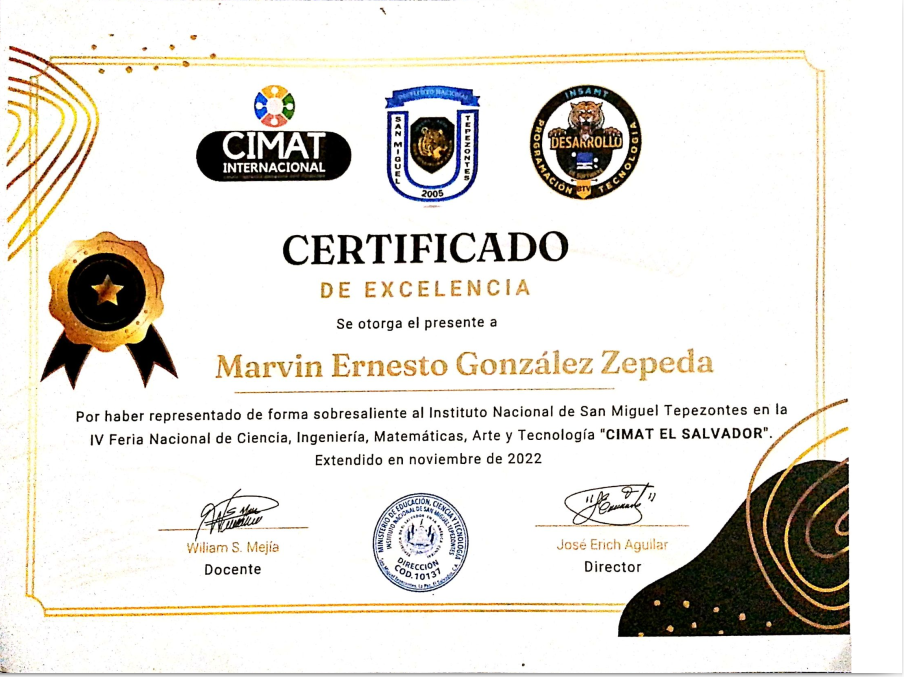 CIMAT
INTERNACIONAL
INSTITUTO NACIONAL
SAN MIGUEL
TEPEZONTES
2005
INSAMT
DESARROLLO
PROGRAMACIÓN BTV TECNOLOGIA
CERTIFICADO
DE EXCELENCIA
Se otorga el presente a
Marvin Ernesto González Zepeda
Por haber representado de forma sobresaliente al Instituto Nacional de San Miguel Tepezontes en la
IV Feria Nacional de Ciencia, Ingeniería, Matemáticas, Arte y Tecnología "CIMAT EL SALVADOR".
Extendido en noviembre de 2022
Wiliam S. Mejía
Docente
MINISTERIO DE EDUCACIÓN, CIENCIA Y TECNOLOGÍA
INSTITUTO NACIONAL DE SAN MIGUEL TEPEZONTES
DIRECCIÓN
COD. 10137
José Erich Aguilar
Director